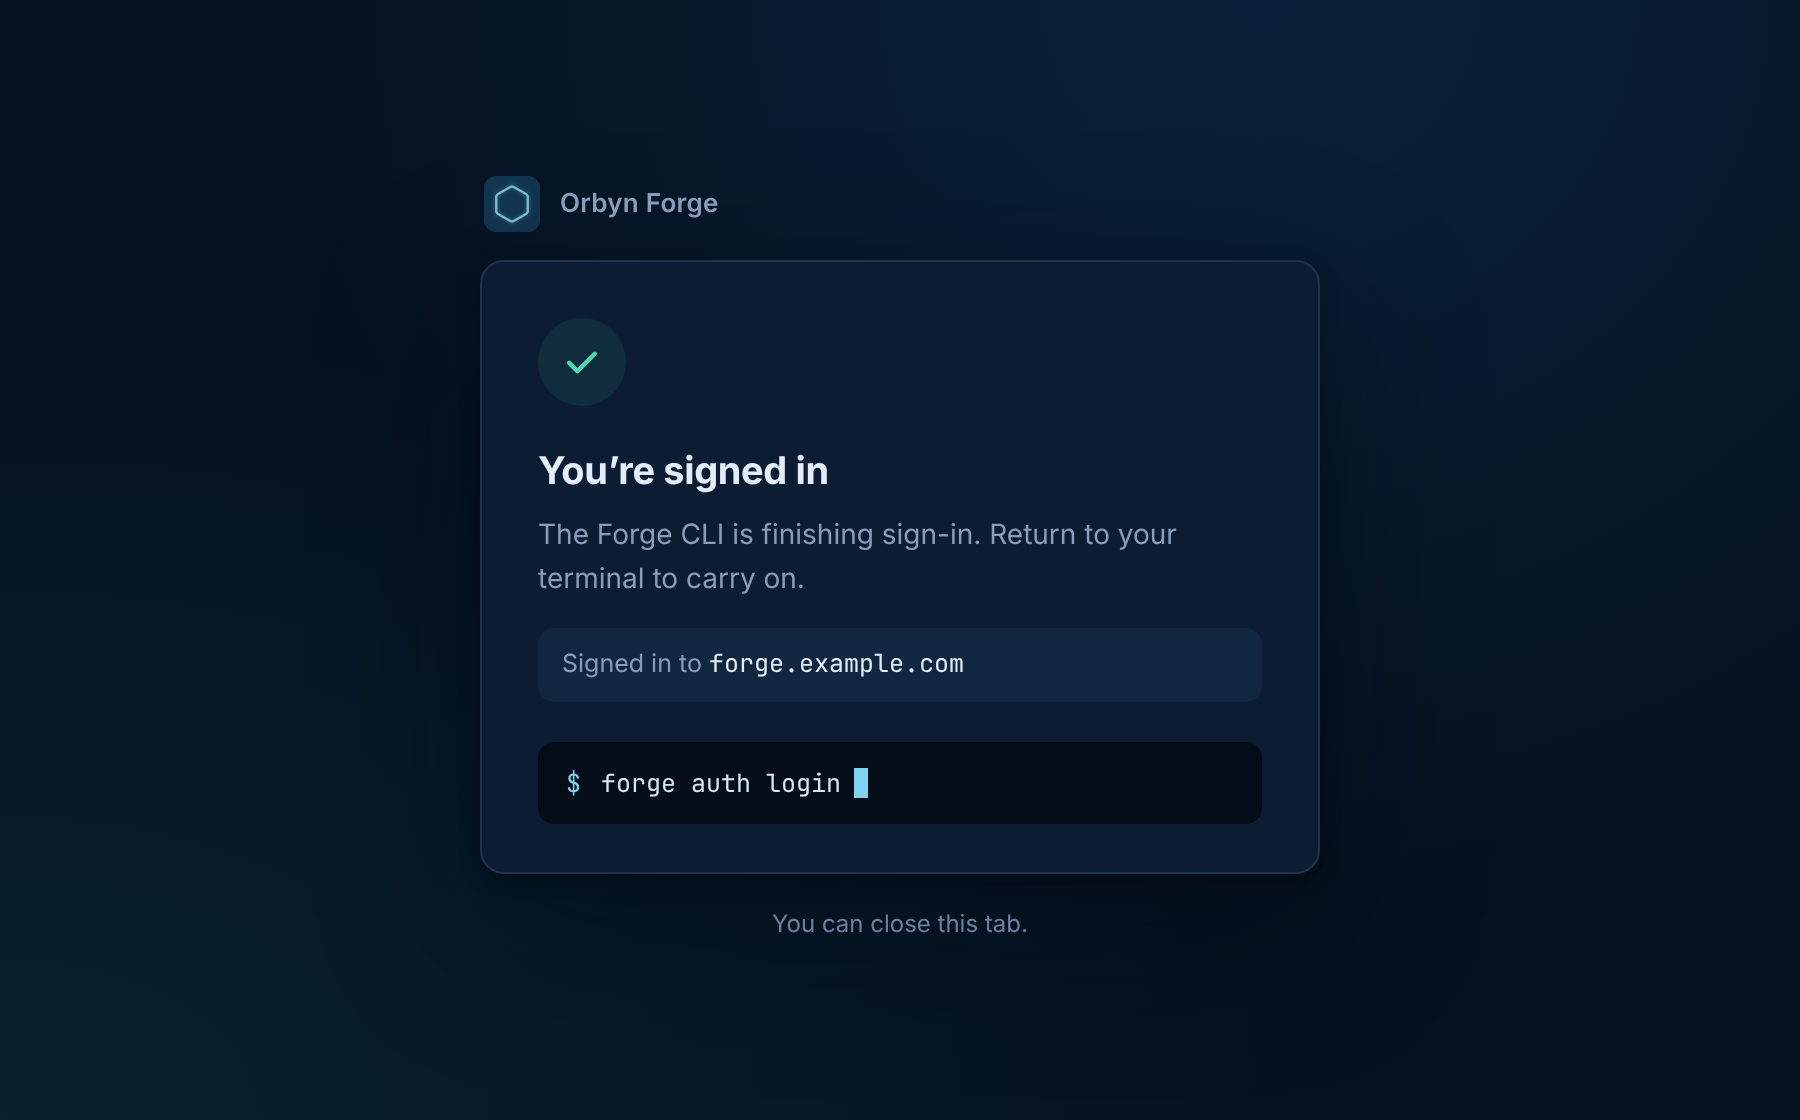 Orbyn Forge
You’re signed in
The Forge CLI is finishing sign-in. Return to your
terminal to carry on.
Signed in to forge.example.com
$ forge auth login
You can close this tab.